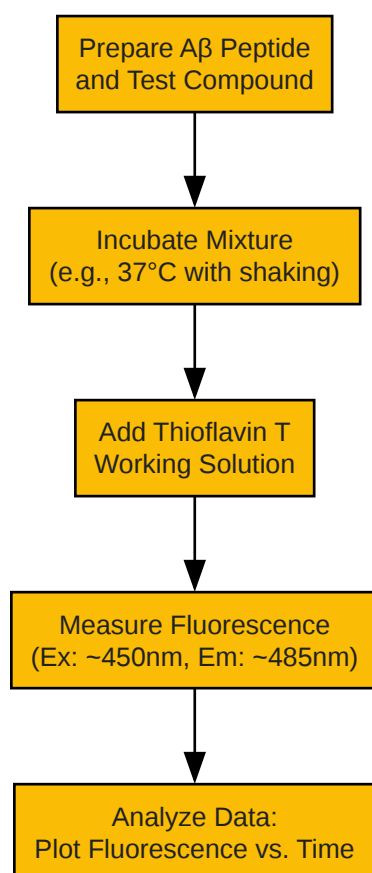 Prepare Aβ Peptide
and Test Compound
Incubate Mixture
(e.g., 37°C with shaking)
Add Thioflavin T
Working Solution
Measure Fluorescence
(Ex: ~450nm, Em: ~485nm)
Analyze Data:
Plot Fluorescence vs. Time